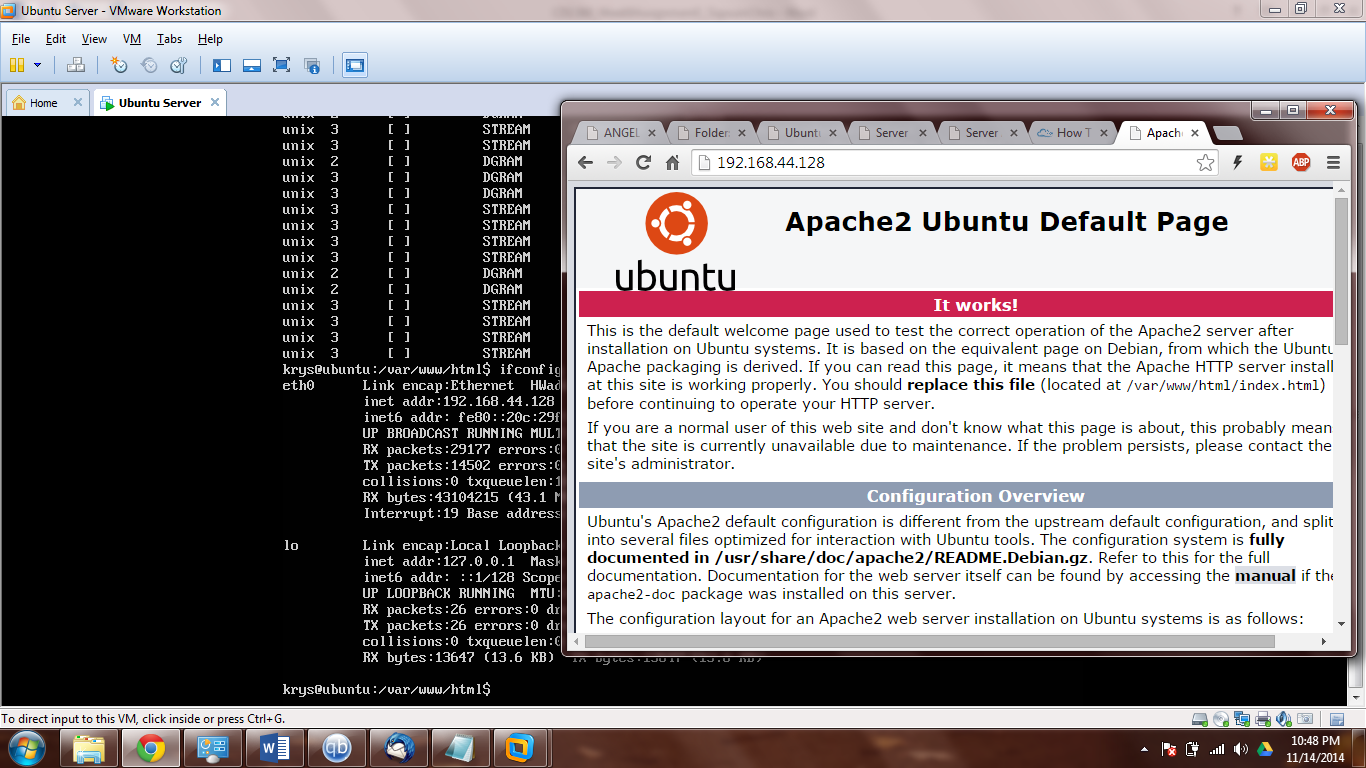 Ubuntu Server - VMware Workstation
File Edit View VM Tabs Help
Home
Ubuntu Server
unix 3 [ ] STREAM
unix 3 [ ] STREAM
unix 2 [ ] DGRAM
unix 3 [ ] DGRAM
unix 3 [ ] DGRAM
unix 3 [ ] STREAM
unix 3 [ ] STREAM
unix 3 [ ] STREAM
unix 3 [ ] STREAM
unix 2 [ ] DGRAM
unix 2 [ ] DGRAM
unix 3 [ ] STREAM
unix 3 [ ] STREAM
unix 3 [ ] STREAM
unix 3 [ ] STREAM
krys@ubuntu:/var/www/html$ ifconfig
eth0 Link encap:Ethernet HWad
inet addr:192.168.44.128
inet6 addr: fe80::20c:29f
UP BROADCAST RUNNING MULT
RX packets:29177 errors:0
TX packets:14502 errors:0
collisions:0 txqueuelen:1
RX bytes:43104215 (43.1 M
Interrupt:19 Base address
lo Link encap:Local Loopback
inet addr:127.0.0.1 Mask
inet6 addr: ::1/128 Scope
UP LOOPBACK RUNNING MTU:
RX packets:26 errors:0 dr
TX packets:26 errors:0 dr
collisions:0 txqueuelen:0
RX bytes:13647 (13.6 KB) TX bytes:13647 (13.6 KB)
krys@ubuntu:/var/www/html$
ANGEL Folder Ubunt Server Server How T Apach
192.168.44.128
ABP
ubuntu
Apache2 Ubuntu Default Page
It works!
This is the default welcome page used to test the correct operation of the Apache2 server after
installation on Ubuntu systems. It is based on the equivalent page on Debian, from which the Ubuntu
Apache packaging is derived. If you can read this page, it means that the Apache HTTP server install
at this site is working properly. You should replace this file (located at /var/www/html/index.html)
before continuing to operate your HTTP server.
If you are a normal user of this web site and don't know what this page is about, this probably mean
that the site is currently unavailable due to maintenance. If the problem persists, please contact the
site's administrator.
Configuration Overview
Ubuntu's Apache2 default configuration is different from the upstream default configuration, and split
into several files optimized for interaction with Ubuntu tools. The configuration system is fully
documented in /usr/share/doc/apache2/README.Debian.gz. Refer to this for the full
documentation. Documentation for the web server itself can be found by accessing the manual if the
apache2-doc package was installed on this server.
The configuration layout for an Apache2 web server installation on Ubuntu systems is as follows:
To direct input to this VM, click inside or press Ctrl+G.
W
qb
10:48 PM
11/14/2014